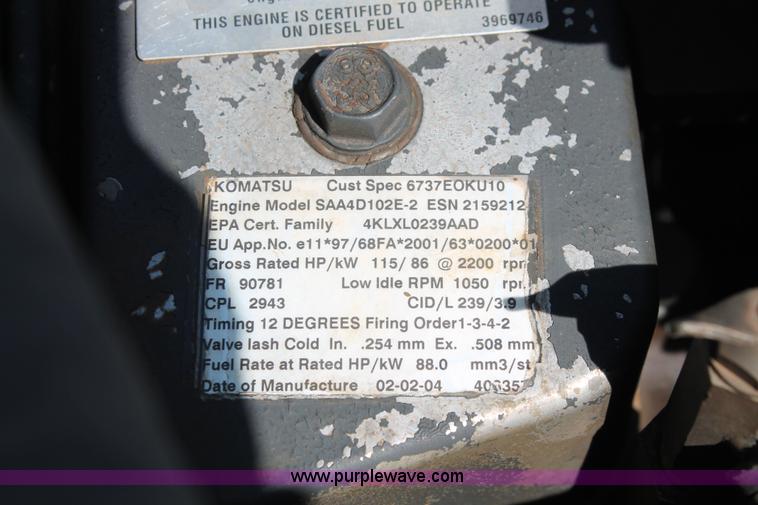 THIS ENGINE IS CERTIFIED TO OPERATE
ON DIESEL FUEL 3969746
KOMATSU Cust Spec 6737EOKU10
Engine Model SAA4D102E-2 ESN 2159212
EPA Cert. Family 4KLXL0239AAD
EU App.No. e11*97/68FA*2001/63*0200*01
Gross Rated HP/kW 115/ 86 @ 2200 rpm
FR 90781 Low Idle RPM 1050 rpm
CPL 2943 CID/L 239/3.9
Timing 12 DEGREES Firing Order1-3-4-2
Valve lash Cold In. .254 mm Ex. .508 mm
Fuel Rate at Rated HP/kW 88.0 mm3/st
Date of Manufacture 02-02-04
www.purplewave.com